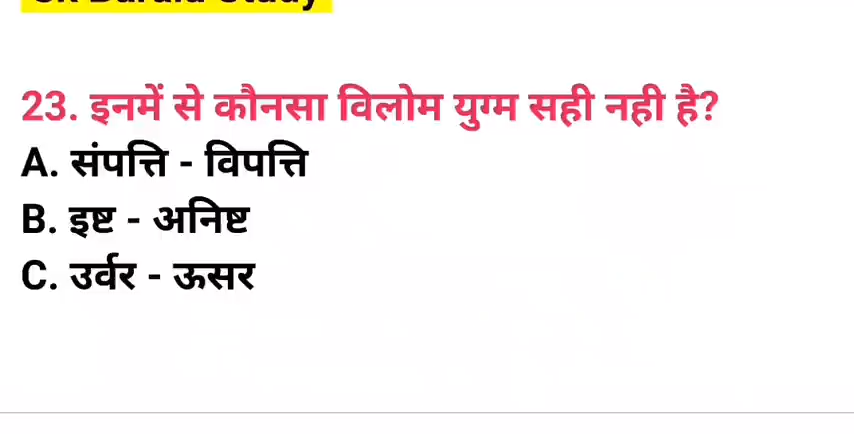 23. इनमें से कौनसा विलोम युग्म सही नही है?
A. संपत्ति - विपत्ति
B. इष्ट - अनिष्ट
C. उर्वर - ऊसर